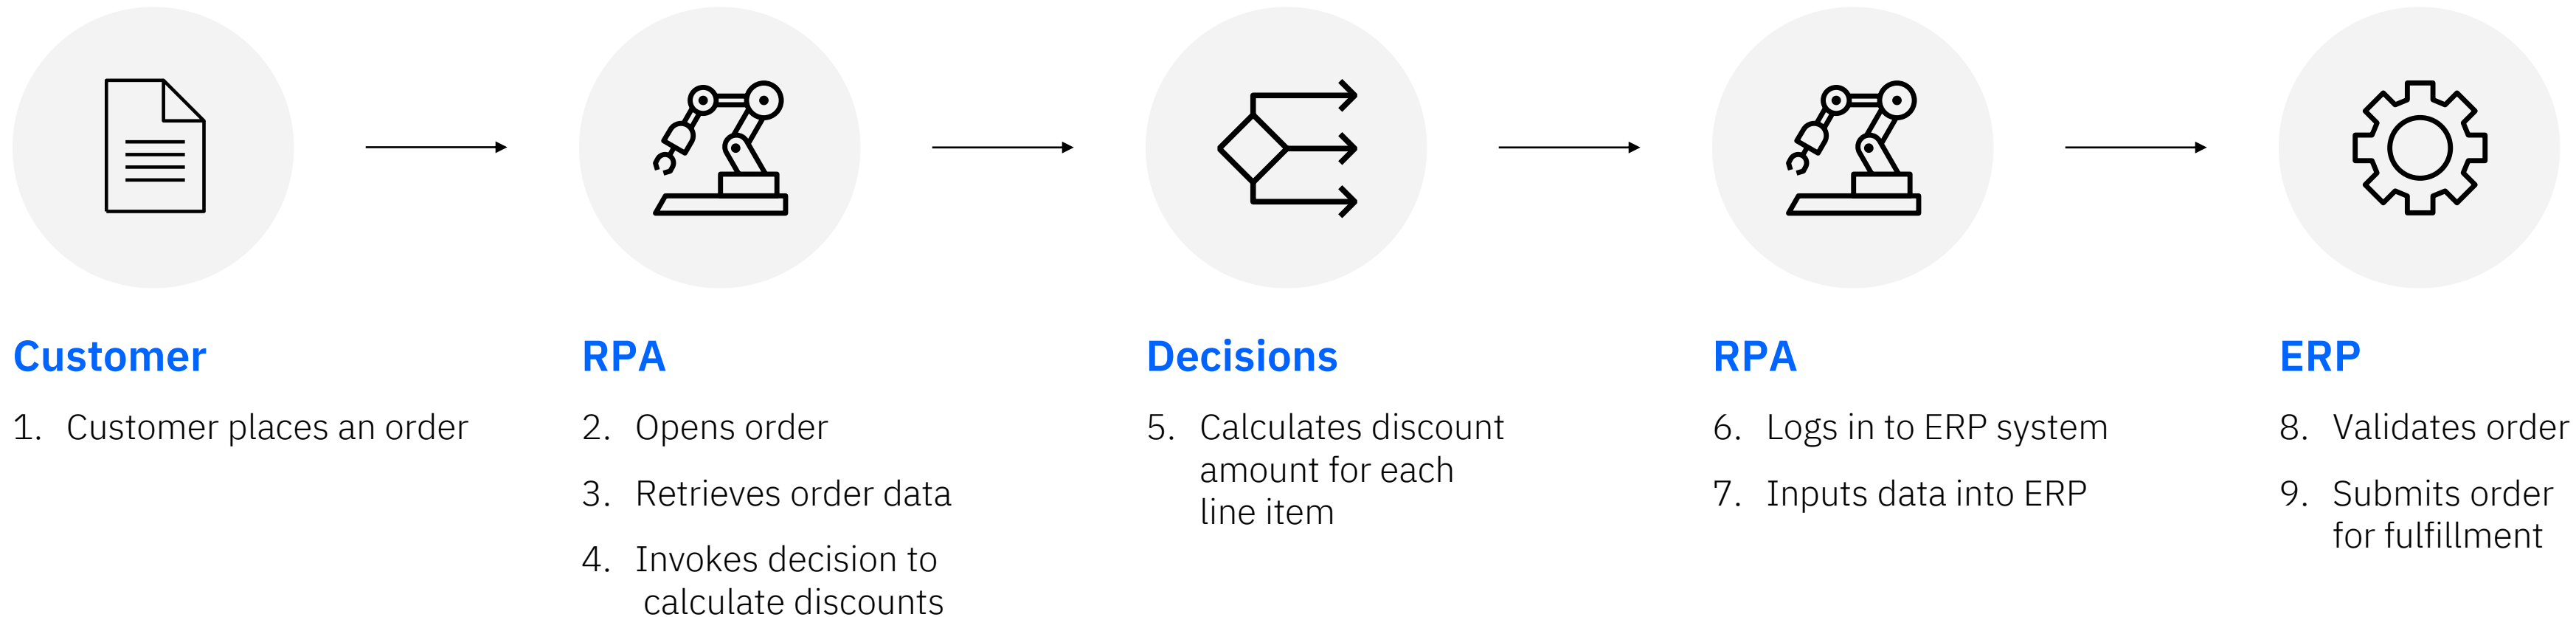 Customer
1. Customer places an order
RPA
2. Opens order
3. Retrieves order data
4. Invokes decision to
calculate discounts
Decisions
5. Calculates discount
amount for each
line item
RPA
6. Logs in to ERP system
7. Inputs data into ERP
ERP
8. Validates order
9. Submits order
for fulfillment